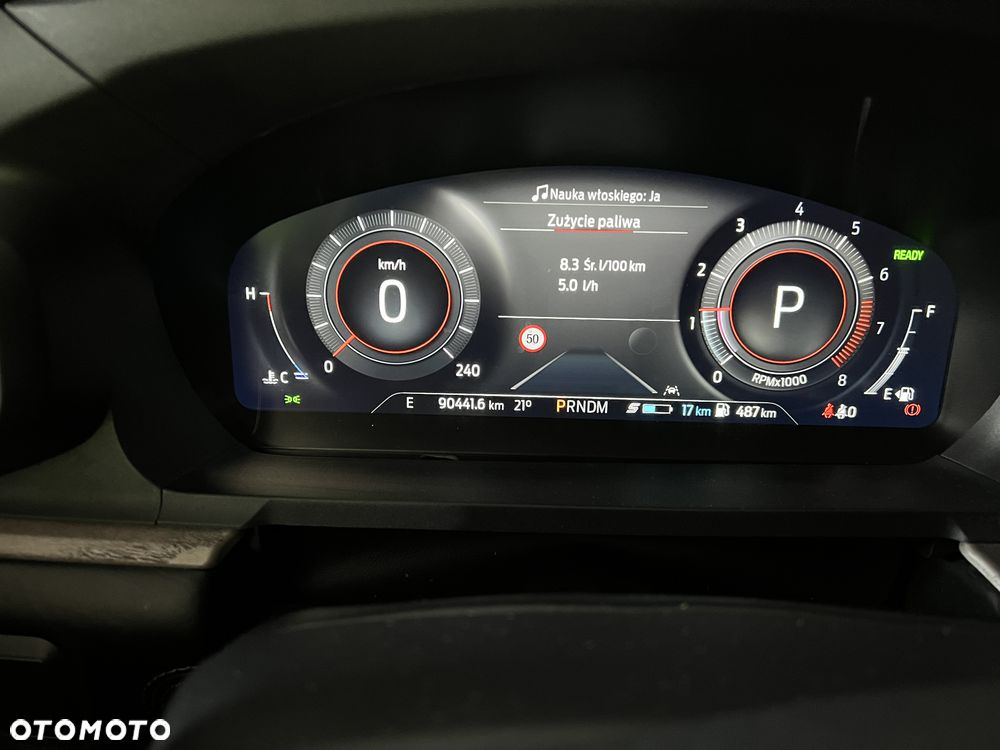 Nauka włoskiego: Ja
Zużycie paliwa
8.3 Śr. l/100 km
5.0 l/h
50
km/h
0
0
240
H
C
P
0
1
2
3
4
5
6
7
8
RPMx1000
READY
F
E
E 90441.6 km 21° PRNDM 17 km 487 km
0
OTOMOTO